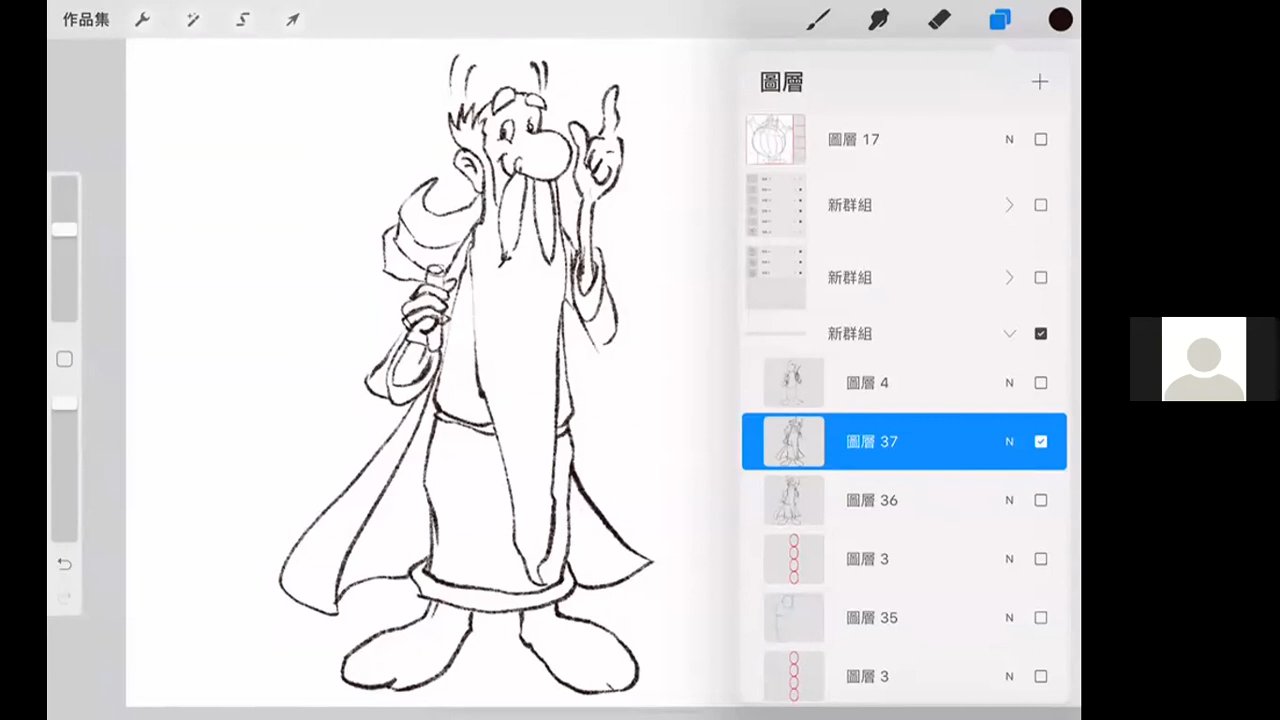 作品集
圖層
圖層 17 N
新群組
新群組
新群組
圖層 4 N
圖層 37 N
圖層 36 N
圖層 3 N
圖層 35 N
圖層 3 N